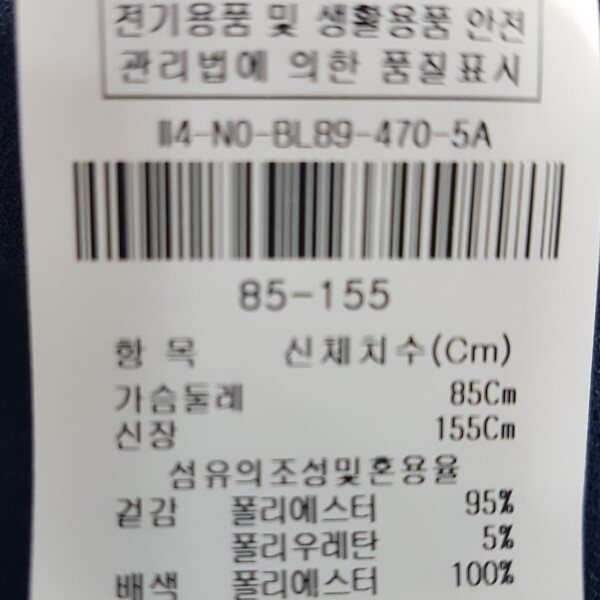 전기용품 및 생활용품 안전
관리법에 의한 품질표시
II4-N0-BL89-470-5A
85-155
항 목 신체치수(Cm)
가슴둘레 85Cm
신장 155Cm
섬유의조성및혼용율
겉감 폴리에스터 95%
폴리우레탄 5%
배색 폴리에스터 100%